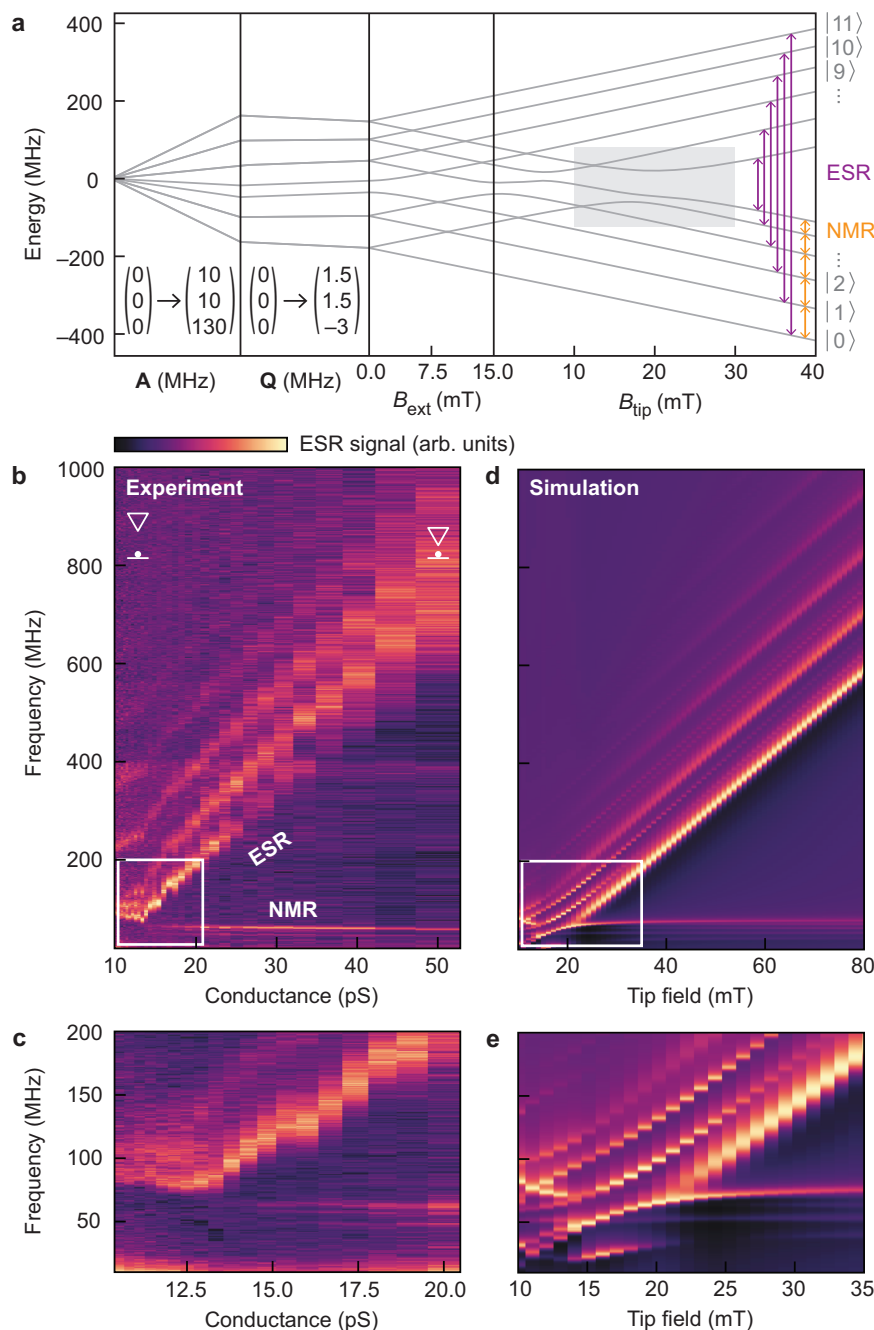 a
400
200
0
−200
−400
Energy (MHz)
|11⟩
|10⟩
|9⟩
⋮
ESR
NMR
⋮
|2⟩
|1⟩
|0⟩
(0 0 0) → (10 10 130)
(0 0 0) → (1.5 1.5 −3)
0.0 7.5 15.0 10 20 30 40
A (MHz) Q (MHz) B_ext (mT) B_tip (mT)
ESR signal (arb. units)
b
Experiment
1000
800
600
400
200
Frequency (MHz)
ESR
NMR
10 20 30 40 50
Conductance (pS)
d
Simulation
20 40 60 80
Tip field (mT)
c
200
150
100
50
Frequency (MHz)
12.5 15.0 17.5 20.0
Conductance (pS)
e
10 15 20 25 30 35
Tip field (mT)